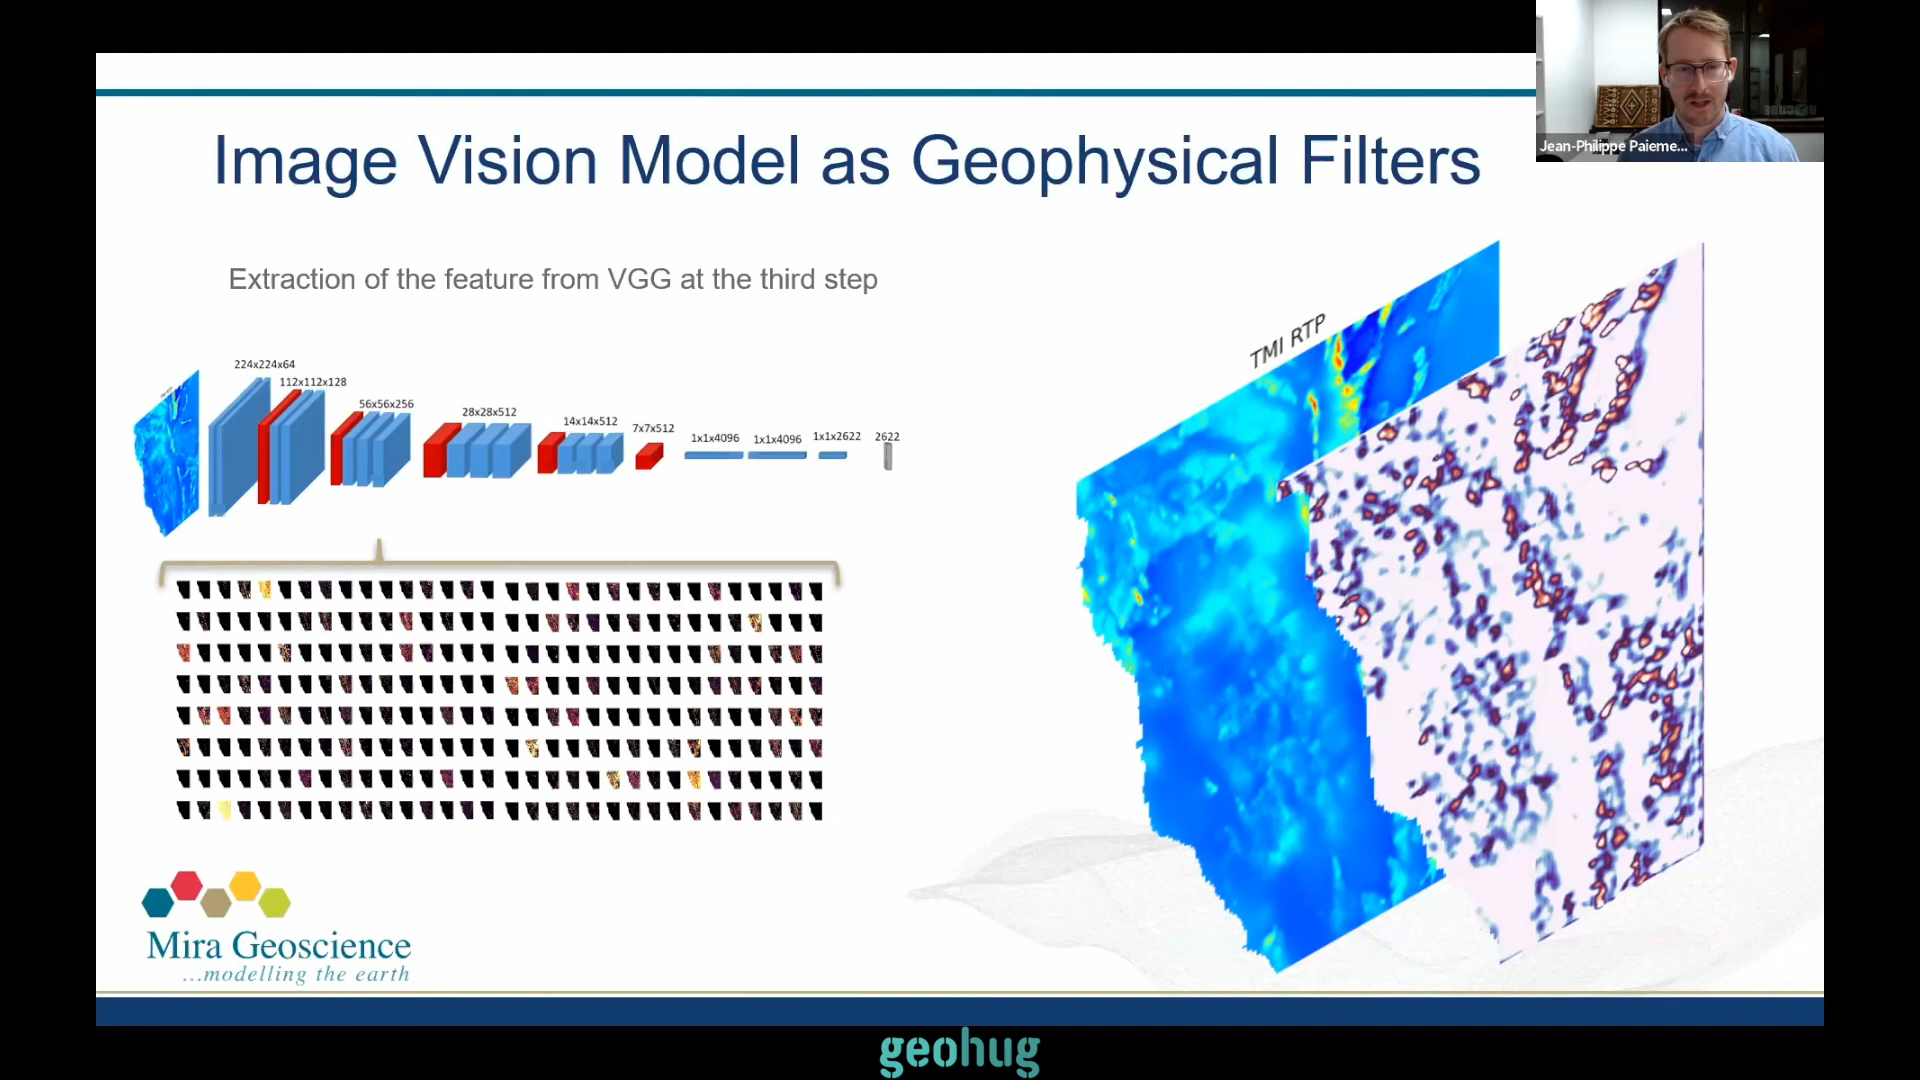 Jean-Philippe Paieme...
Image Vision Model as Geophysical Filters
Extraction of the feature from VGG at the third step
TMI RTP
224x224x64
112x112x128
56x56x256
28x28x512
14x14x512
7x7x512
1x1x4096
1x1x4096
1x1x2622
2622
Mira Geoscience
...modelling the earth
geohug